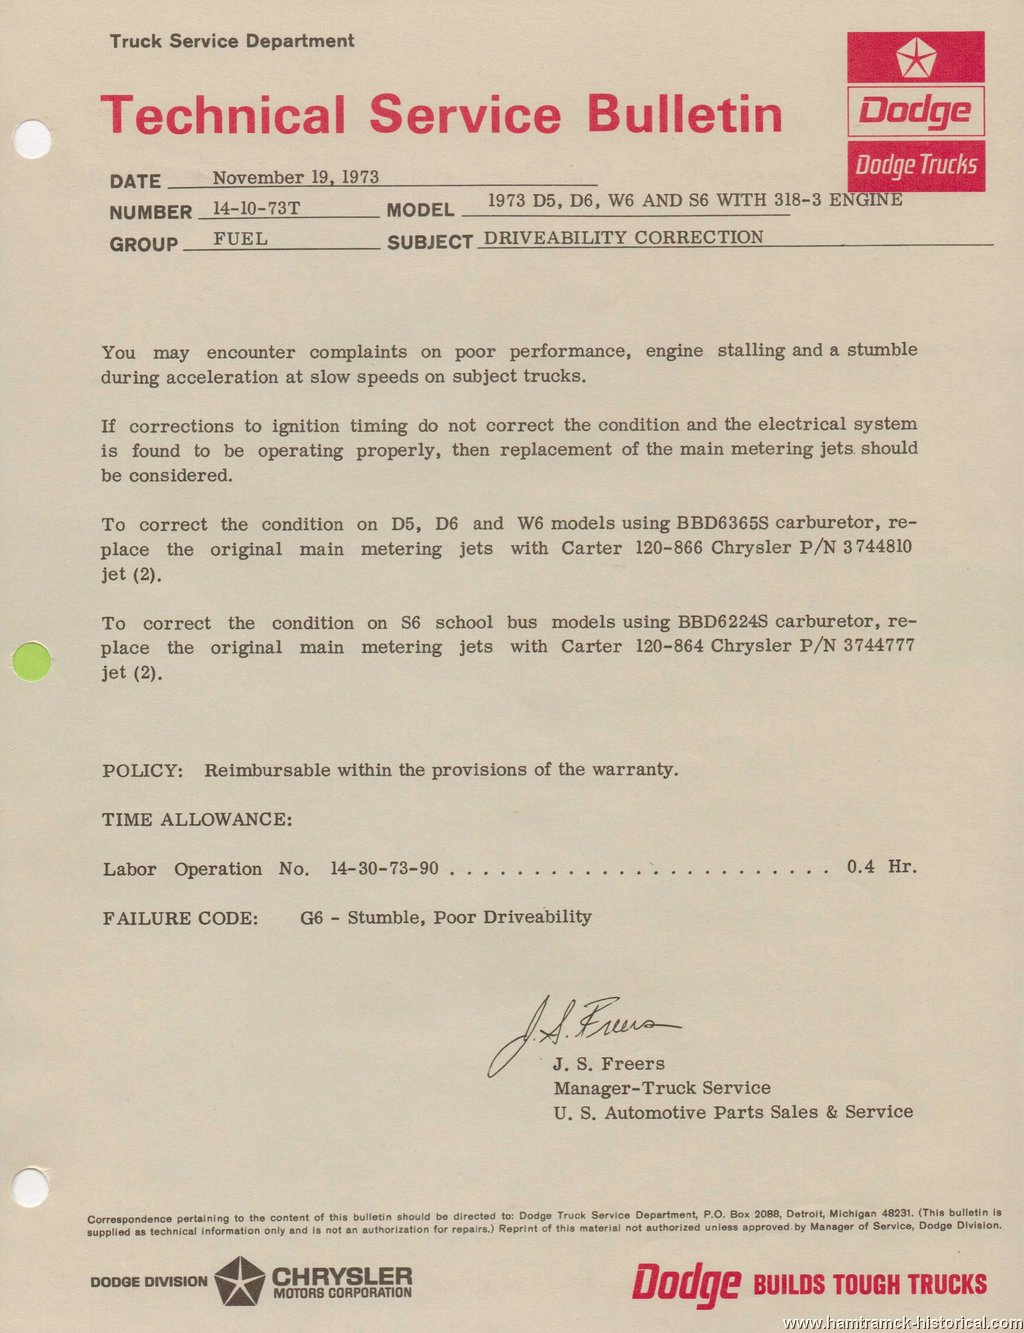 Truck Service Department
Technical Service Bulletin
Dodge
Dodge Trucks
DATE November 19, 1973
NUMBER 14-10-73T MODEL 1973 D5, D6, W6 AND S6 WITH 318-3 ENGINE
GROUP FUEL SUBJECT DRIVEABILITY CORRECTION
You may encounter complaints on poor performance, engine stalling and a stumble
during acceleration at slow speeds on subject trucks.
If corrections to ignition timing do not correct the condition and the electrical system
is found to be operating properly, then replacement of the main metering jets should
be considered.
To correct the condition on D5, D6 and W6 models using BBD6365S carburetor, re-
place the original main metering jets with Carter 120-866 Chrysler P/N 3744810
jet (2).
To correct the condition on S6 school bus models using BBD6224S carburetor, re-
place the original main metering jets with Carter 120-864 Chrysler P/N 3744777
jet (2).
POLICY: Reimbursable within the provisions of the warranty.
TIME ALLOWANCE:
Labor Operation No. 14-30-73-90 . . . . . . . . . . . . . . . . . . . . . . . 0.4 Hr.
FAILURE CODE: G6 - Stumble, Poor Driveability
J. S. Freers
J. S. Freers
Manager-Truck Service
U. S. Automotive Parts Sales & Service
Correspondence pertaining to the content of this bulletin should be directed to: Dodge Truck Service Department, P.O. Box 2088, Detroit, Michigan 48231. (This bulletin is
supplied as technical information only and is not an authorization for repairs.) Reprint of this material not authorized unless approved by Manager of Service, Dodge Division.
DODGE DIVISION CHRYSLER
MOTORS CORPORATION
Dodge BUILDS TOUGH TRUCKS
www.hamtramck-historical.com